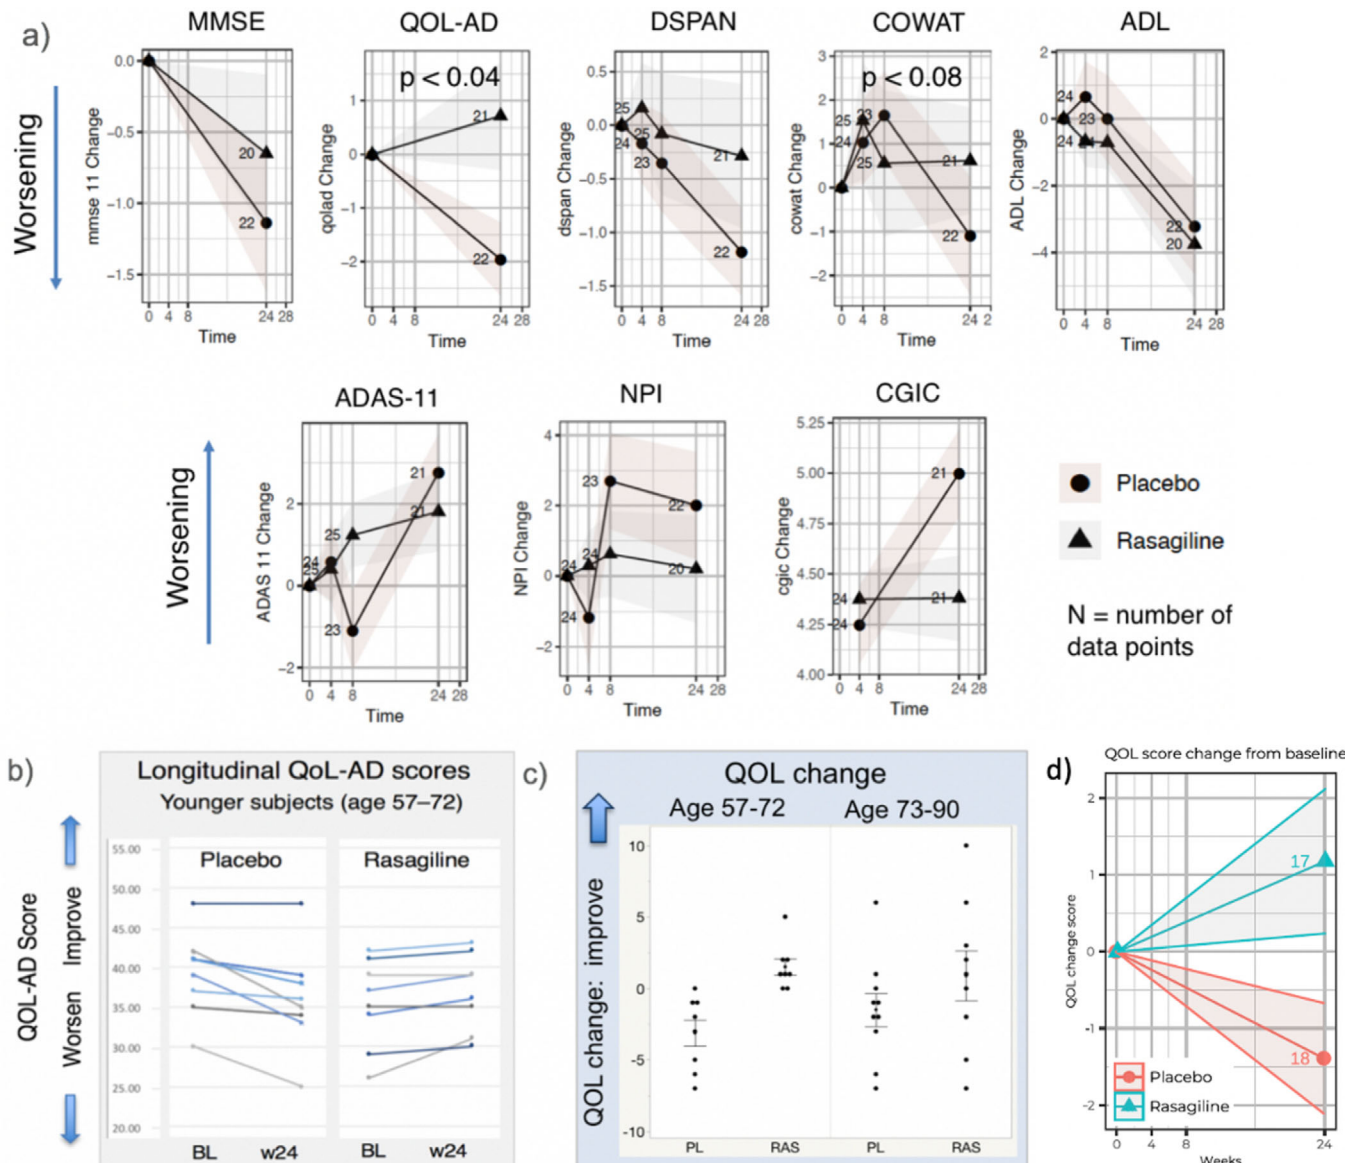 a)
Worsening
MMSE
mmse 11 Change
0.0
−0.5
−1.0
−1.5
20
22
0 4 8 24 28
Time
QOL-AD
p < 0.04
qolad Change
1
0
−1
−2
21
22
0 4 8 24 28
Time
DSPAN
dspan Change
0.5
0.0
−0.5
−1.0
−1.5
25
24
25
23
21
22
0 4 8 24 28
Time
COWAT
p < 0.08
cowat Change
3
2
1
0
−1
−2
25
24
23
25
21
22
0 4 8 24 2
Time
ADL
ADL Change
2
0
−2
−4
24
23
24
22
20
0 4 8 24 28
Time
Worsening
ADAS-11
ADAS 11 Change
2
0
−2
24
25
25
23
21
21
0 4 8 24 28
Time
NPI
NPI Change
4
2
0
−2
24
24
24
23
22
20
0 4 8 24 28
Time
CGIC
cgic Change
5.25
5.00
4.75
4.50
4.25
4.00
24
24
21
21
0 4 8 24 28
Time
Placebo
Rasagiline
N = number of
data points
b)
Longitudinal QoL-AD scores
Younger subjects (age 57–72)
QOL-AD Score
Worsen Improve
55.00
50.00
45.00
40.00
35.00
30.00
25.00
20.00
Placebo
Rasagiline
BL w24 BL w24
c)
QOL change
Age 57-72 Age 73-90
QOL change: improve
10
5
0
-5
-10
PL RAS PL RAS
d)
QOL score change from baseline
QOL change score
2
1
0
-1
-2
17
18
Placebo
Rasagiline
0 4 8 24
Weeks